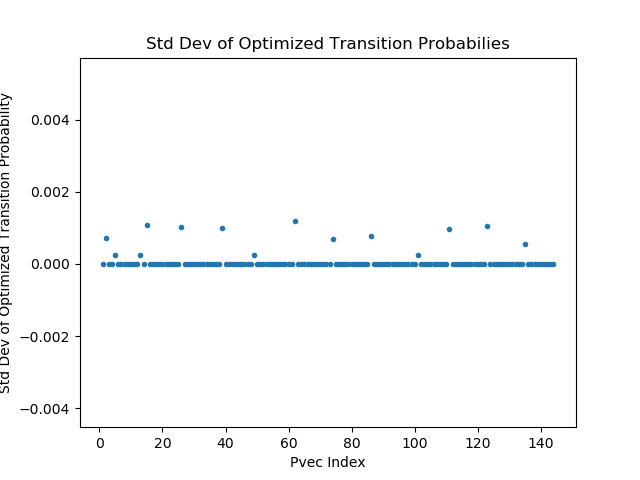 Std Dev of Optimized Transition Probabilies
Std Dev of Optimized Transition Probability
0.004
0.002
0.000
−0.002
−0.004
0 20 40 60 80 100 120 140
Pvec Index